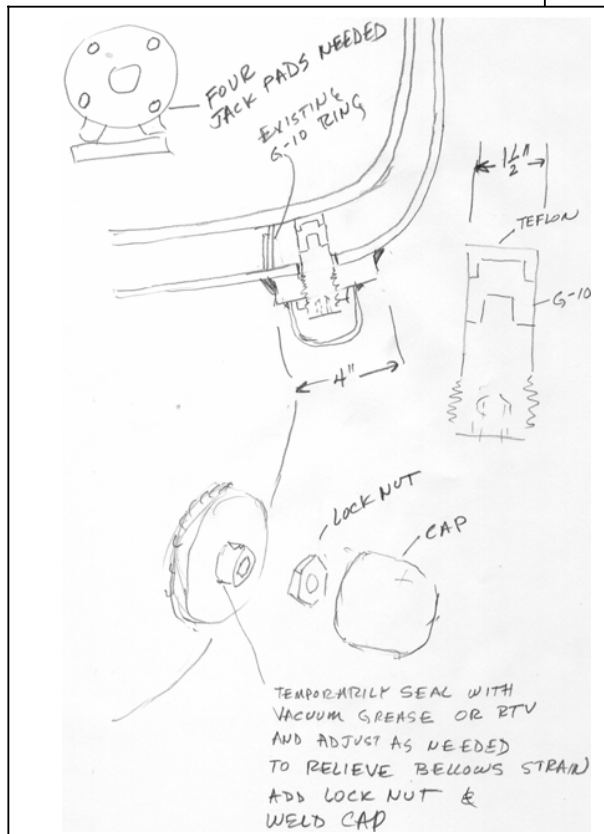 FOUR
JACK PADS NEEDED
EXISTING
G-10 RING
1 1/2"
TEFLON
G-10
4"
LOCK NUT
CAP
TEMPORARILY SEAL WITH
VACUUM GREASE OR RTV
AND ADJUST AS NEEDED
TO RELIEVE BELLOWS STRAIN
ADD LOCK NUT &
WELD CAP